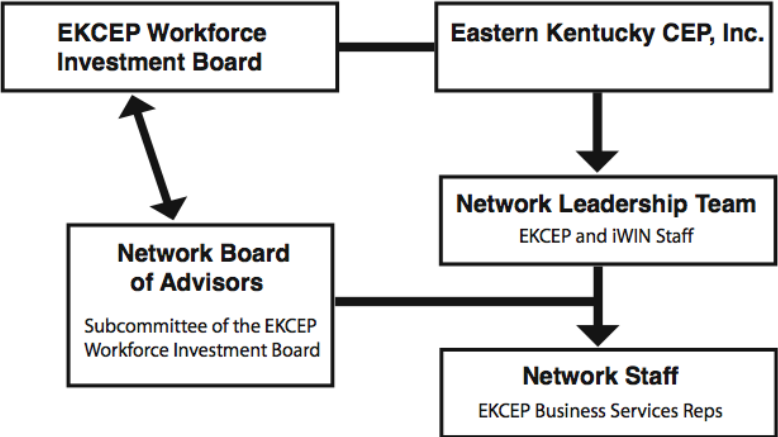 EKCEP Workforce
Investment Board
Eastern Kentucky CEP, Inc.
Network Leadership Team
EKCEP and iWIN Staff
Network Board
of Advisors
Subcommittee of the EKCEP
Workforce Investment Board
Network Staff
EKCEP Business Services Reps